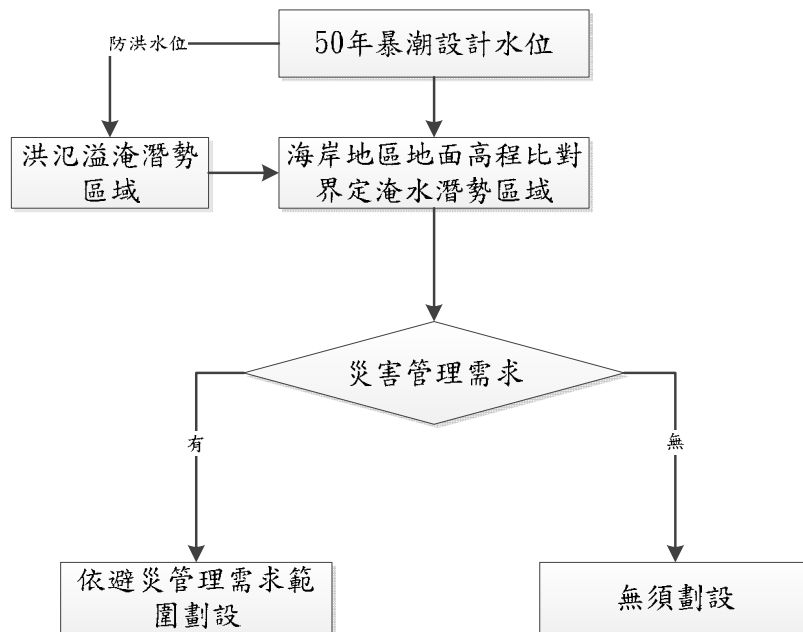 防洪水位
50年暴潮設計水位
洪氾溢淹潛勢
區域
海岸地區地面高程比對
界定淹水潛勢區域
災害管理需求
有
無
依避災管理需求範
圍劃設
無須劃設